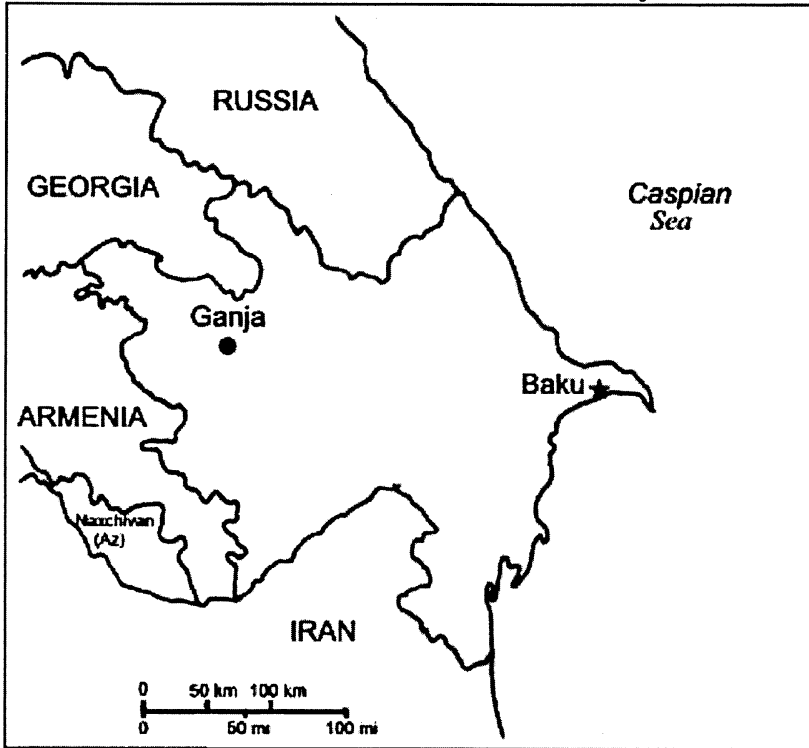 RUSSIA
GEORGIA
Caspian
Sea
Ganja
Baku
ARMENIA
Naxchivan
(Az)
IRAN
0 50 km 100 km
0 50 mi 100 mi